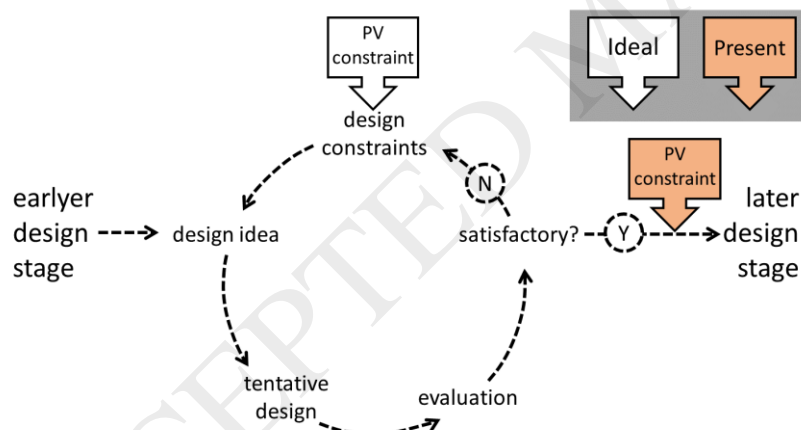 PV
constraint
Ideal
Present
design
constraints
PV
constraint
N
earlyer
design
stage
design idea
satisfactory?
Y
later
design
stage
tentative
design
evaluation